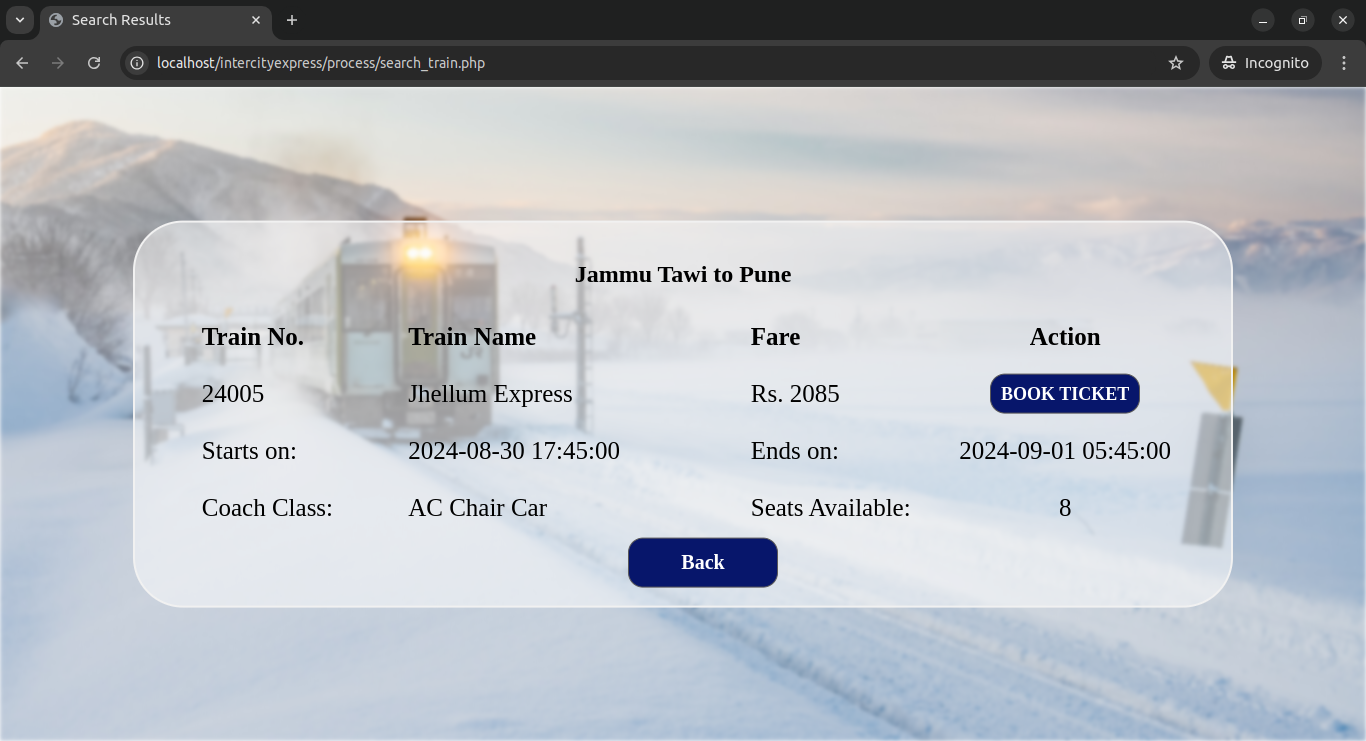 Search Results
localhost/intercityexpress/process/search_train.php
Incognito
Jammu Tawi to Pune
Train No. Train Name Fare Action
24005 Jhellum Express Rs. 2085 BOOK TICKET
Starts on: 2024-08-30 17:45:00 Ends on: 2024-09-01 05:45:00
Coach Class: AC Chair Car Seats Available: 8
Back